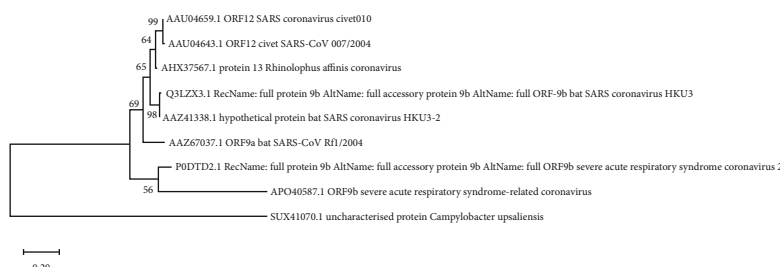 99
AAU04659.1 ORF12 SARS coronavirus civet010
64
AAU04643.1 ORF12 civet SARS-CoV 007/2004
65
AHX37567.1 protein 13 Rhinolophus affinis coronavirus
Q3LZX3.1 RecName: full protein 9b AltName: full accessory protein 9b AltName: full ORF-9b bat SARS coronavirus HKU3
69
98
AAZ41338.1 hypothetical protein bat SARS coronavirus HKU3-2
AAZ67037.1 ORF9a bat SARS-CoV Rf1/2004
P0DTD2.1 RecName: full protein 9b AltName: full accessory protein 9b AltName: full ORF9b severe acute respiratory syndrome coronavirus 2
56
APO40587.1 ORF9b severe acute respiratory syndrome-related coronavirus
SUX41070.1 uncharacterised protein Campylobacter upsaliensis